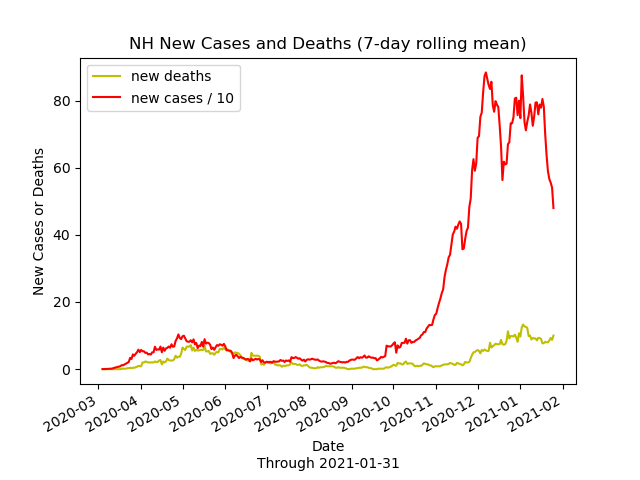 NH New Cases and Deaths (7-day rolling mean)
new deaths
new cases / 10
New Cases or Deaths
80
60
40
20
0
2020-03
2020-04
2020-05
2020-06
2020-07
2020-08
2020-09
2020-10
2020-11
2020-12
2021-01
2021-02
Date
Through 2021-01-31